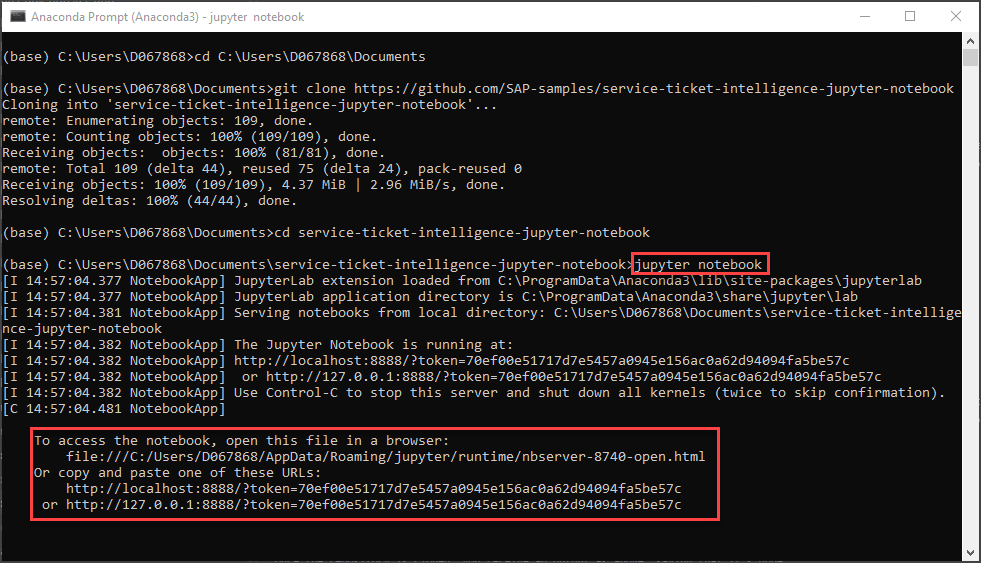 Anaconda Prompt (Anaconda3) - jupyter notebook
(base) C:\Users\D067868>cd C:\Users\D067868\Documents
(base) C:\Users\D067868\Documents>git clone https://github.com/SAP-samples/service-ticket-intelligence-jupyter-notebook
Cloning into 'service-ticket-intelligence-jupyter-notebook'...
remote: Enumerating objects: 109, done.
remote: Counting objects: 100% (109/109), done.
Receiving objects:  objects: 100% (81/81), done.
remote: Total 109 (delta 44), reused 75 (delta 24), pack-reused 0
Receiving objects: 100% (109/109), 4.37 MiB | 2.96 MiB/s, done.
Resolving deltas: 100% (44/44), done.
(base) C:\Users\D067868\Documents>cd service-ticket-intelligence-jupyter-notebook
(base) C:\Users\D067868\Documents\service-ticket-intelligence-jupyter-notebook>jupyter notebook
[I 14:57:04.377 NotebookApp] JupyterLab extension loaded from C:\ProgramData\Anaconda3\lib\site-packages\jupyterlab
[I 14:57:04.377 NotebookApp] JupyterLab application directory is C:\ProgramData\Anaconda3\share\jupyter\lab
[I 14:57:04.381 NotebookApp] Serving notebooks from local directory: C:\Users\D067868\Documents\service-ticket-intellige
nce-jupyter-notebook
[I 14:57:04.382 NotebookApp] The Jupyter Notebook is running at:
[I 14:57:04.382 NotebookApp] http://localhost:8888/?token=70ef00e51717d7e5457a0945e156ac0a62d94094fa5be57c
[I 14:57:04.382 NotebookApp]  or http://127.0.0.1:8888/?token=70ef00e51717d7e5457a0945e156ac0a62d94094fa5be57c
[I 14:57:04.382 NotebookApp] Use Control-C to stop this server and shut down all kernels (twice to skip confirmation).
[C 14:57:04.481 NotebookApp]
To access the notebook, open this file in a browser:
file:///C:/Users/D067868/AppData/Roaming/jupyter/runtime/nbserver-8740-open.html
Or copy and paste one of these URLs:
http://localhost:8888/?token=70ef00e51717d7e5457a0945e156ac0a62d94094fa5be57c
or http://127.0.0.1:8888/?token=70ef00e51717d7e5457a0945e156ac0a62d94094fa5be57c